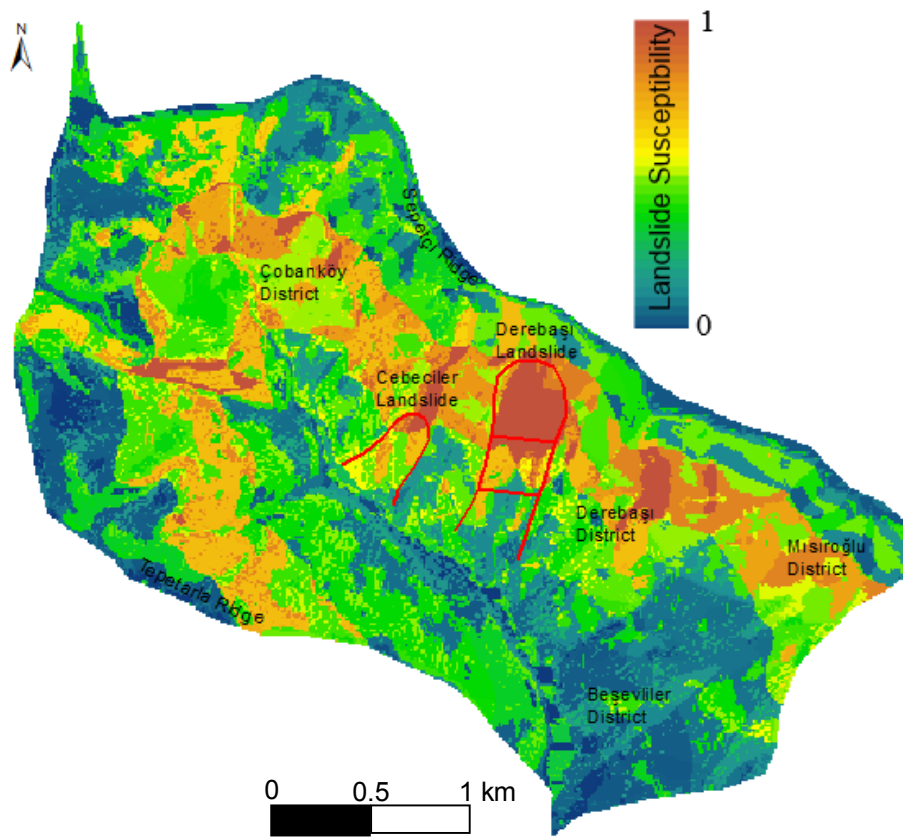 N
1
Landslide Susceptibility
0
Sepetçi Ridge
Çobanköy
District
Derebaşı
Landslide
Cebeciler
Landslide
Derebaşı
District
Mısıroğlu
District
Tepetarla Ridge
Beşevliler
District
0 0.5 1 km